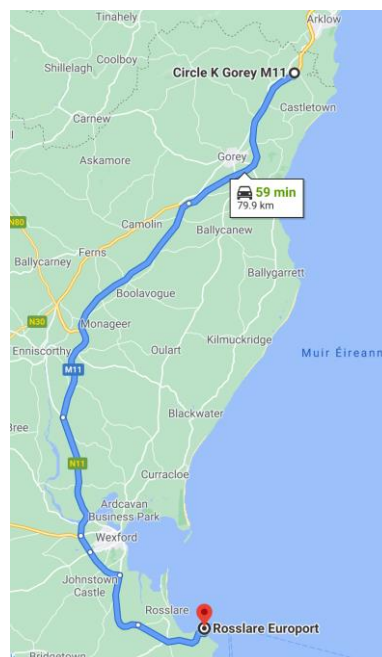 Tinahely
Arklow
Coolboy
Shillelagh
Circle K Gorey M11
Castletown
Carnew
Askamore
Gorey
59 min
79.9 km
Camolin
Ballycanew
N80
Ferns
Ballycarney
Ballygarrett
Boolavogue
N30
Monageer
Kilmuckridge
Enniscorthy
Oulart
Muir Éireann
M11
Blackwater
Bree
N11
Curracloe
Ardcavan
Business Park
Wexford
Johnstown
Castle
Rosslare
Rosslare Europort
Bridgetown